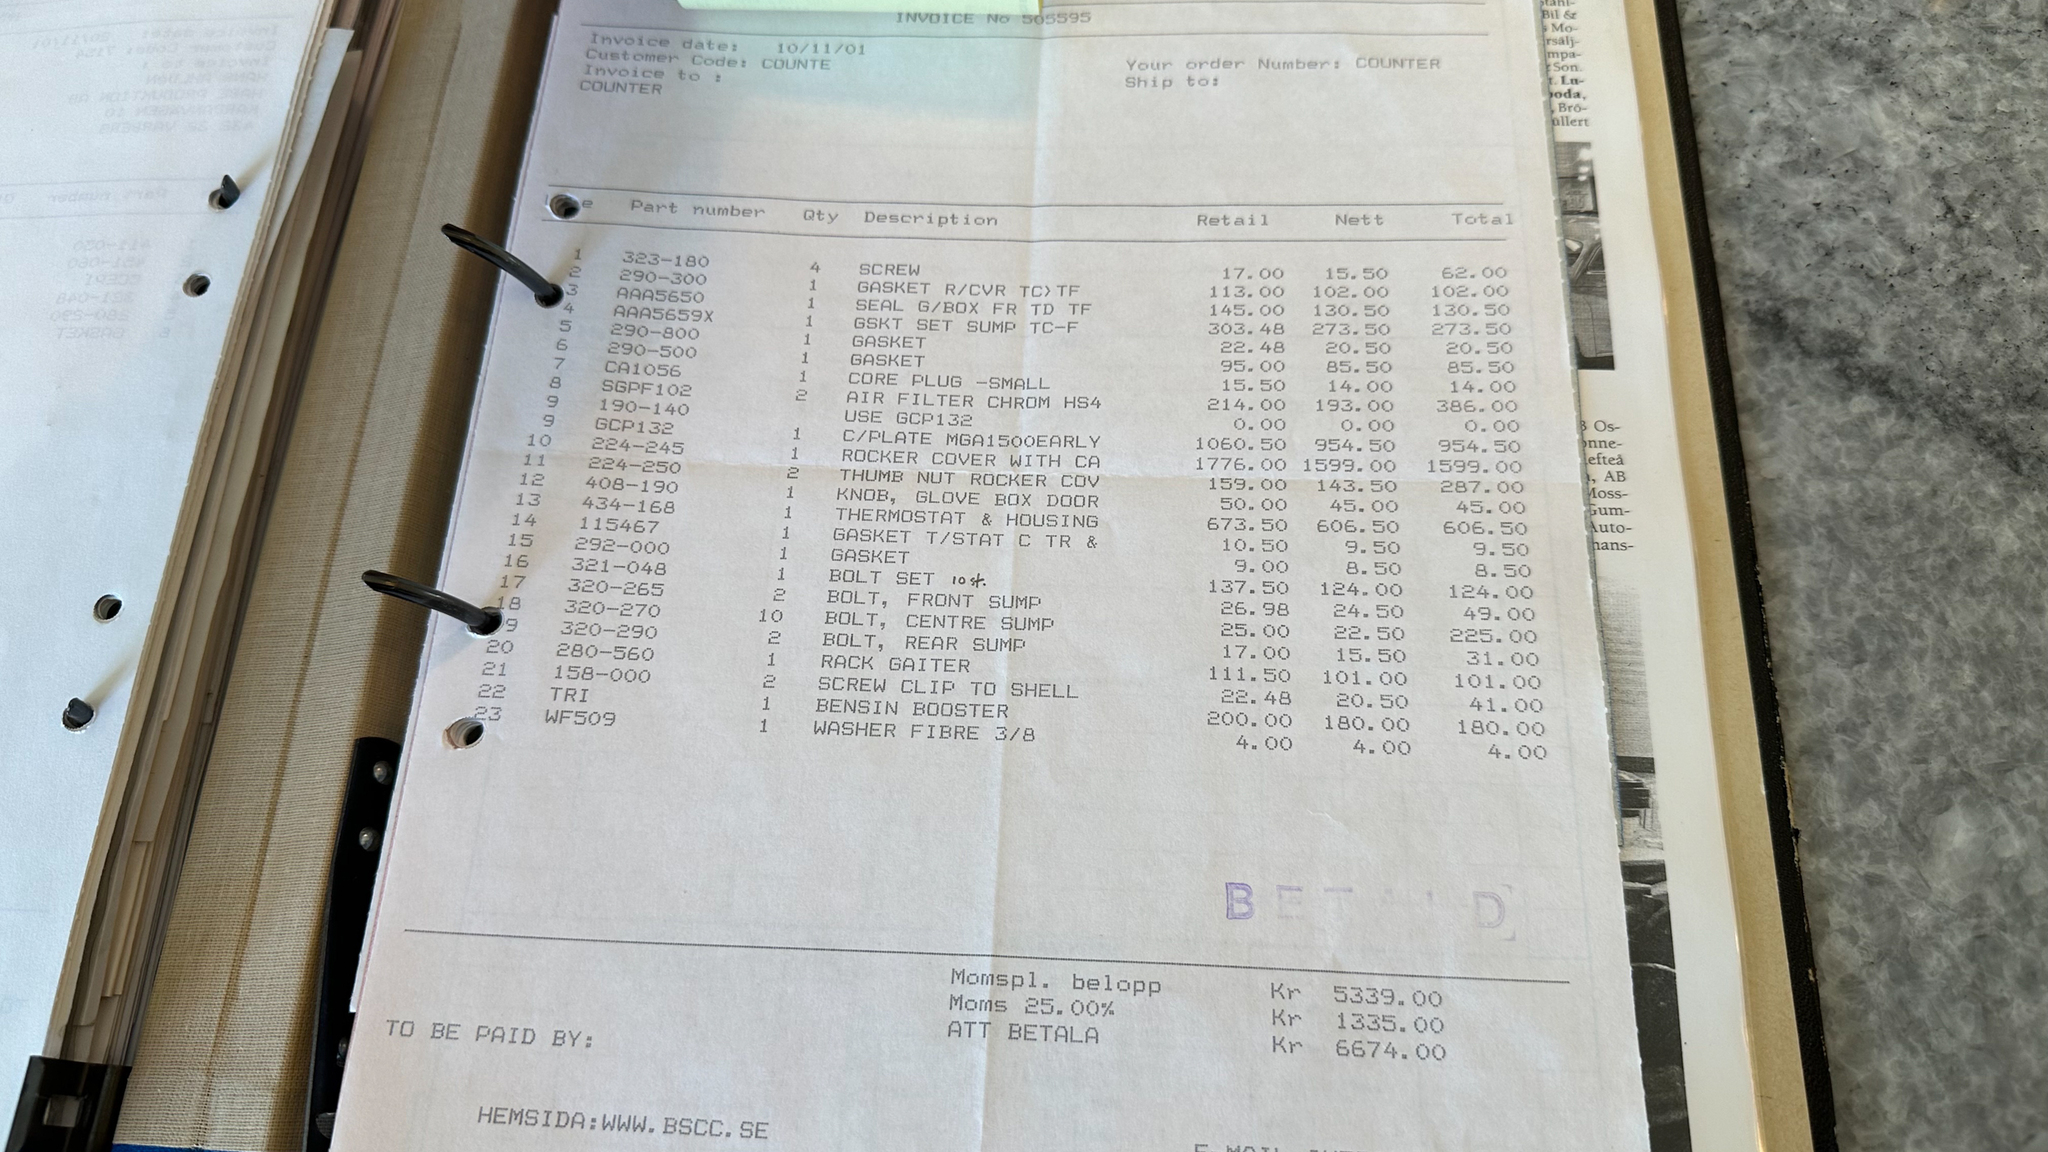 INVOICE No 505595
Invoice date: 10/11/01
Customer Code: COUNTE
Invoice to :
COUNTER
Your order Number: COUNTER
Ship to:
e Part number Qty Description Retail Nett Total
1 323-180 4 SCREW 17.00 15.50 62.00
2 290-300 1 GASKET R/CVR TC>TF 113.00 102.00 102.00
3 AAA5650 1 SEAL G/BOX FR TD TF 145.00 130.50 130.50
4 AAA5659X 1 GSKT SET SUMP TC-F 303.48 273.50 273.50
5 290-800 1 GASKET 22.48 20.50 20.50
6 290-500 1 GASKET 95.00 85.50 85.50
7 CA1056 1 CORE PLUG -SMALL 15.50 14.00 14.00
8 SGPF102 2 AIR FILTER CHROM HS4 214.00 193.00 386.00
9 190-140 USE GCP132 0.00 0.00 0.00
9 GCP132 1 C/PLATE MGA1500EARLY 1060.50 954.50 954.50
10 224-245 1 ROCKER COVER WITH CA 1776.00 1599.00 1599.00
11 224-250 2 THUMB NUT ROCKER COV 159.00 143.50 287.00
12 408-190 1 KNOB, GLOVE BOX DOOR 50.00 45.00 45.00
13 434-168 1 THERMOSTAT & HOUSING 673.50 606.50 606.50
14 115467 1 GASKET T/STAT C TR & 10.50 9.50 9.50
15 292-000 1 GASKET 9.00 8.50 8.50
16 321-048 1 BOLT SET 10 st. 137.50 124.00 124.00
17 320-265 2 BOLT, FRONT SUMP 26.98 24.50 49.00
18 320-270 10 BOLT, CENTRE SUMP 25.00 22.50 225.00
9 320-290 2 BOLT, REAR SUMP 17.00 15.50 31.00
20 280-560 1 RACK GAITER 111.50 101.00 101.00
21 158-000 2 SCREW CLIP TO SHELL 22.48 20.50 41.00
22 TRI 1 BENSIN BOOSTER 200.00 180.00 180.00
23 WF509 1 WASHER FIBRE 3/8 4.00 4.00 4.00
BETALD
Momspl. belopp Kr 5339.00
Moms 25.00% Kr 1335.00
ATT BETALA Kr 6674.00
TO BE PAID BY:
HEMSIDA:WWW.BSCC.SE